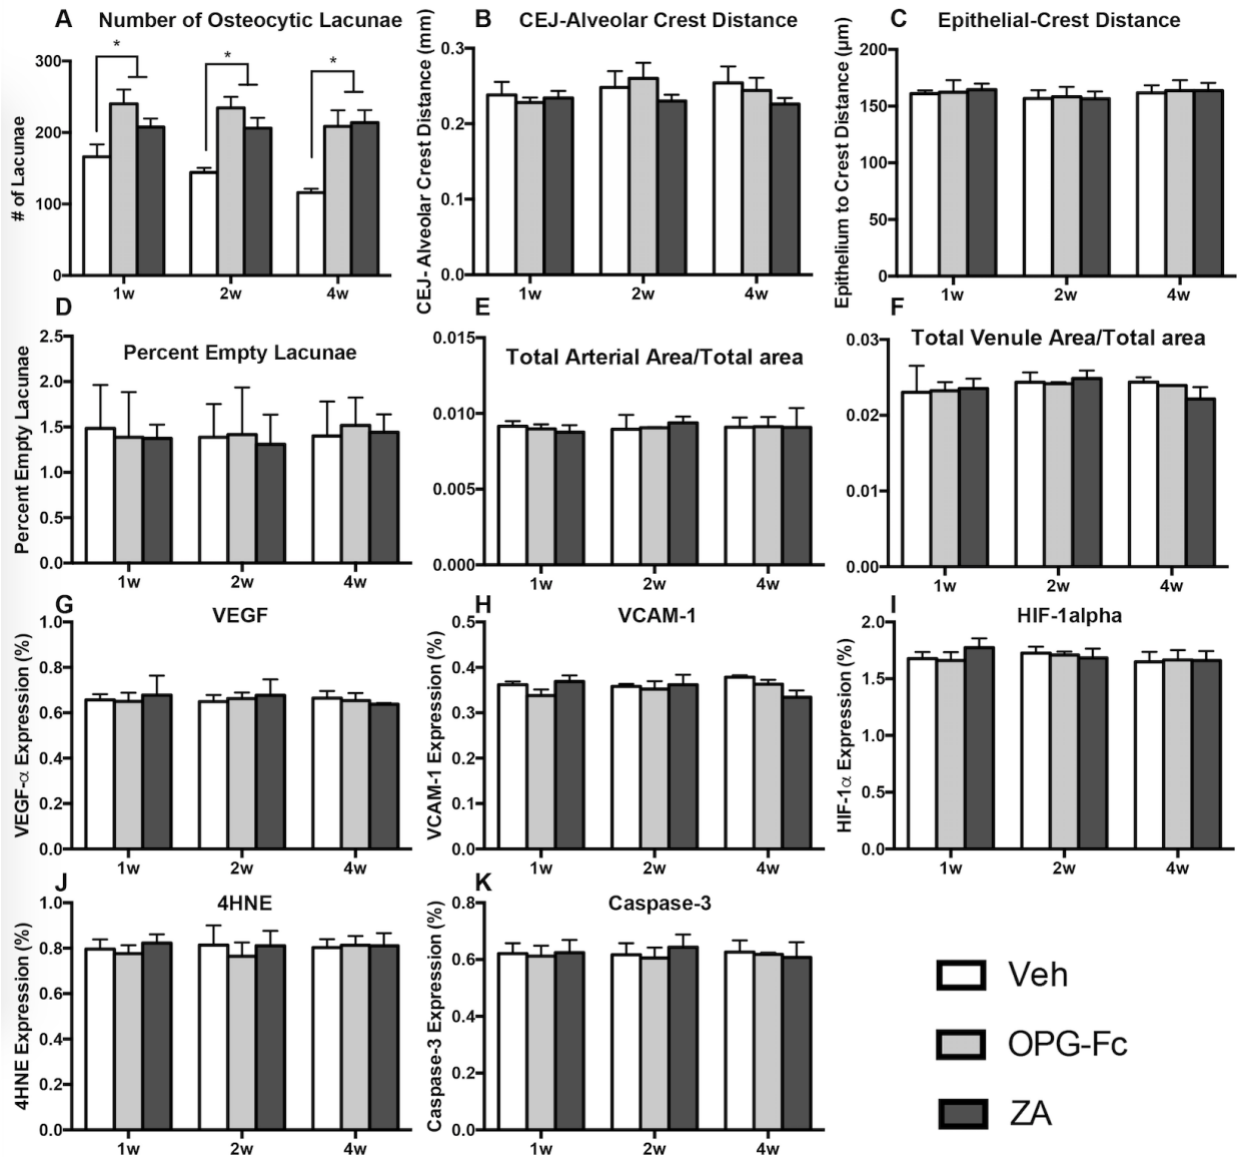 A Number of Osteocytic Lacunae
# of Lacunae
300
200
100
0
* * *
1w 2w 4w
B CEJ-Alveolar Crest Distance
CEJ- Alveolar Crest Distance (mm)
0.3
0.2
0.1
0.0
1w 2w 4w
C Epithelial-Crest Distance
Epithelium to Crest Distance (µm)
200
150
100
50
0
1w 2w 4w
D
Percent Empty Lacunae
Percent Empty Lacunae
2.5
2.0
1.5
1.0
0.5
0.0
1w 2w 4w
E
Total Arterial Area/Total area
0.015
0.010
0.005
0.000
1w 2w 4w
F
Total Venule Area/Total area
0.03
0.02
0.01
0.00
1w 2w 4w
G VEGF
VEGF-α Expression (%)
1.0
0.8
0.6
0.4
0.2
0.0
1w 2w 4w
H VCAM-1
VCAM-1 Expression (%)
0.5
0.4
0.3
0.2
0.1
0.0
1w 2w 4w
I HIF-1alpha
HIF-1α Expression (%)
2.0
1.5
1.0
0.5
0.0
1w 2w 4w
J 4HNE
4HNE Expression (%)
1.0
0.8
0.6
0.4
0.2
0.0
1w 2w 4w
K Caspase-3
Caspase-3 Expression (%)
0.8
0.6
0.4
0.2
0.0
1w 2w 4w
Veh
OPG-Fc
ZA